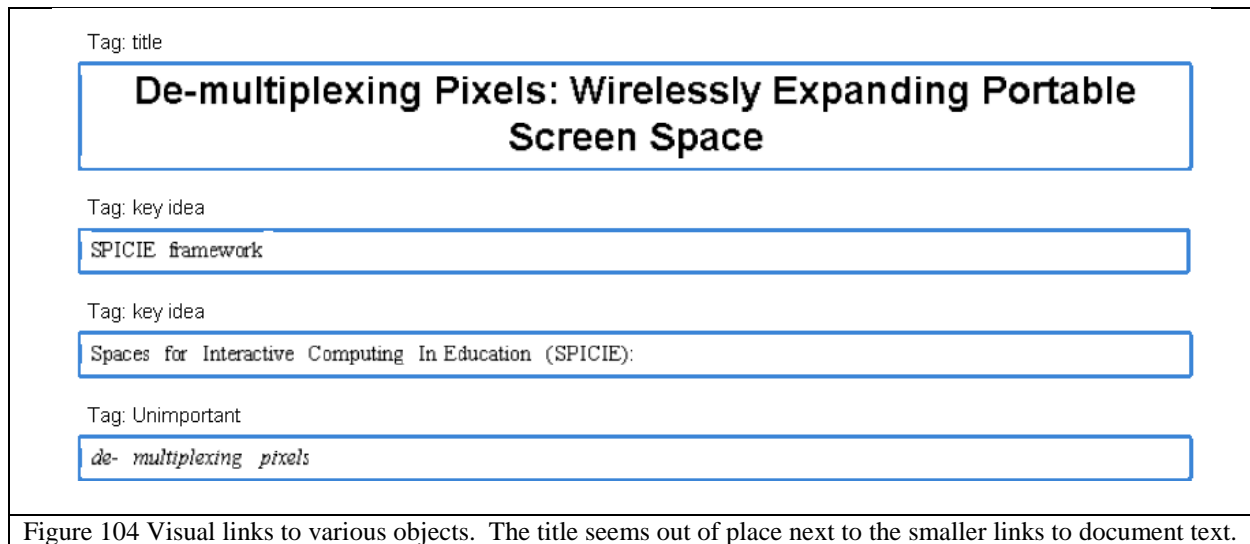 Tag: title
De-multiplexing Pixels: Wirelessly Expanding Portable
Screen Space
Tag: key idea
SPICIE framework
Tag: key idea
Spaces for Interactive Computing In Education (SPICIE):
Tag: Unimportant
de- multiplexing pixels
Figure 104 Visual links to various objects. The title seems out of place next to the smaller links to document text.